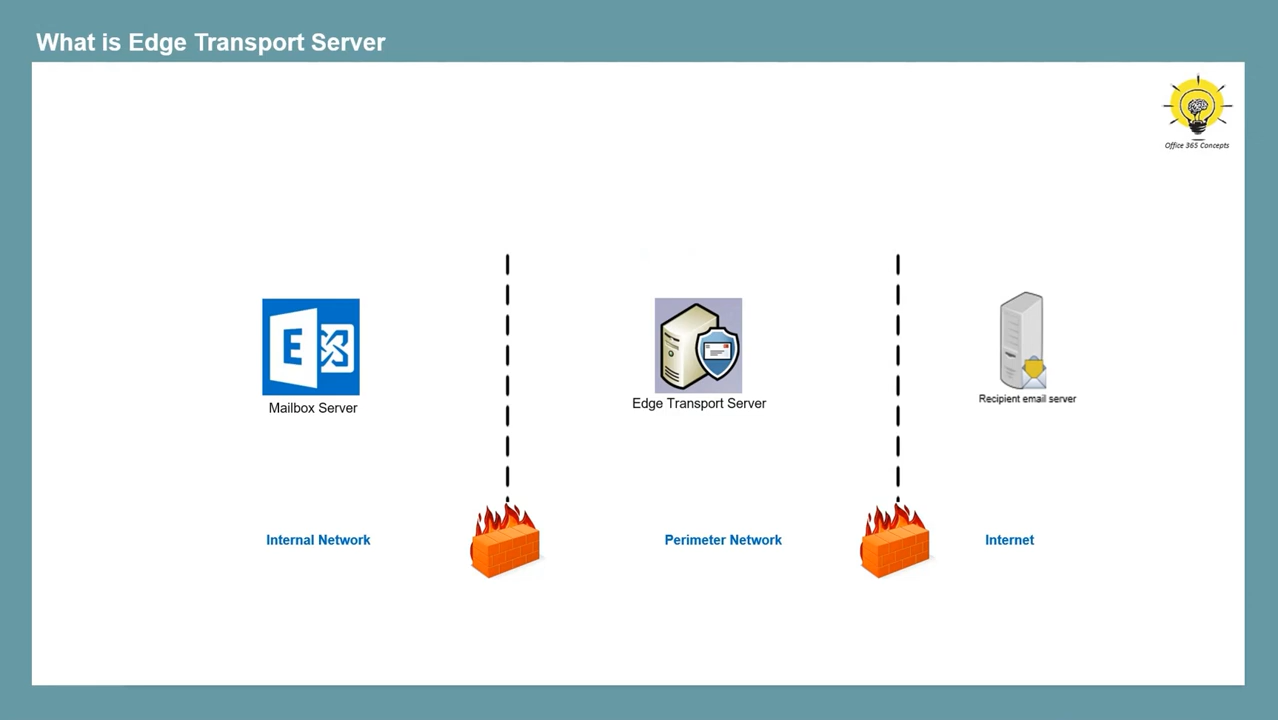 What is Edge Transport Server
Office 365 Concepts
E
Mailbox Server
Edge Transport Server
Recipient email server
Internal Network
Perimeter Network
Internet